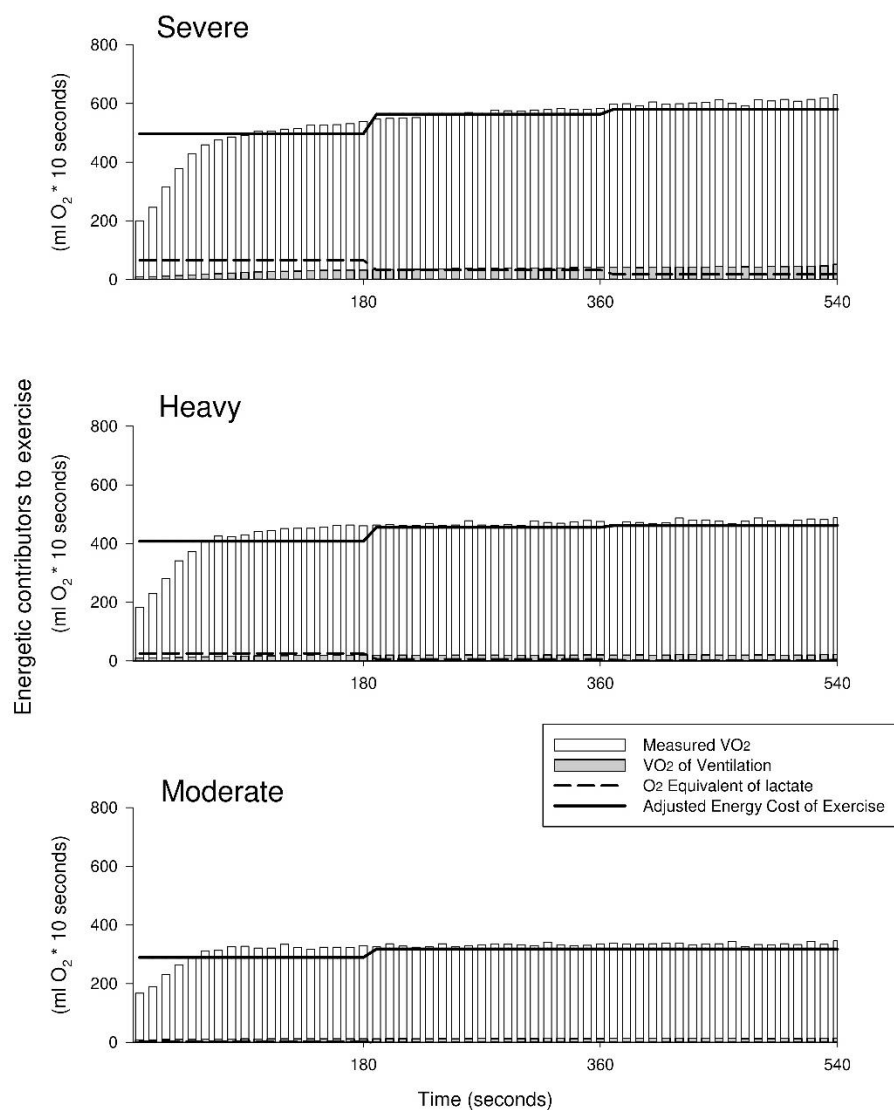 Severe
800
600
400
200
0
(ml O₂ * 10 seconds)
180
360
540
Heavy
800
600
400
200
0
(ml O₂ * 10 seconds)
180
360
540
Energetic contributors to exercise
Measured VO₂
VO₂ of Ventilation
O₂ Equivalent of lactate
Adjusted Energy Cost of Exercise
Moderate
800
600
400
200
0
(ml O₂ * 10 seconds)
180
360
540
Time (seconds)